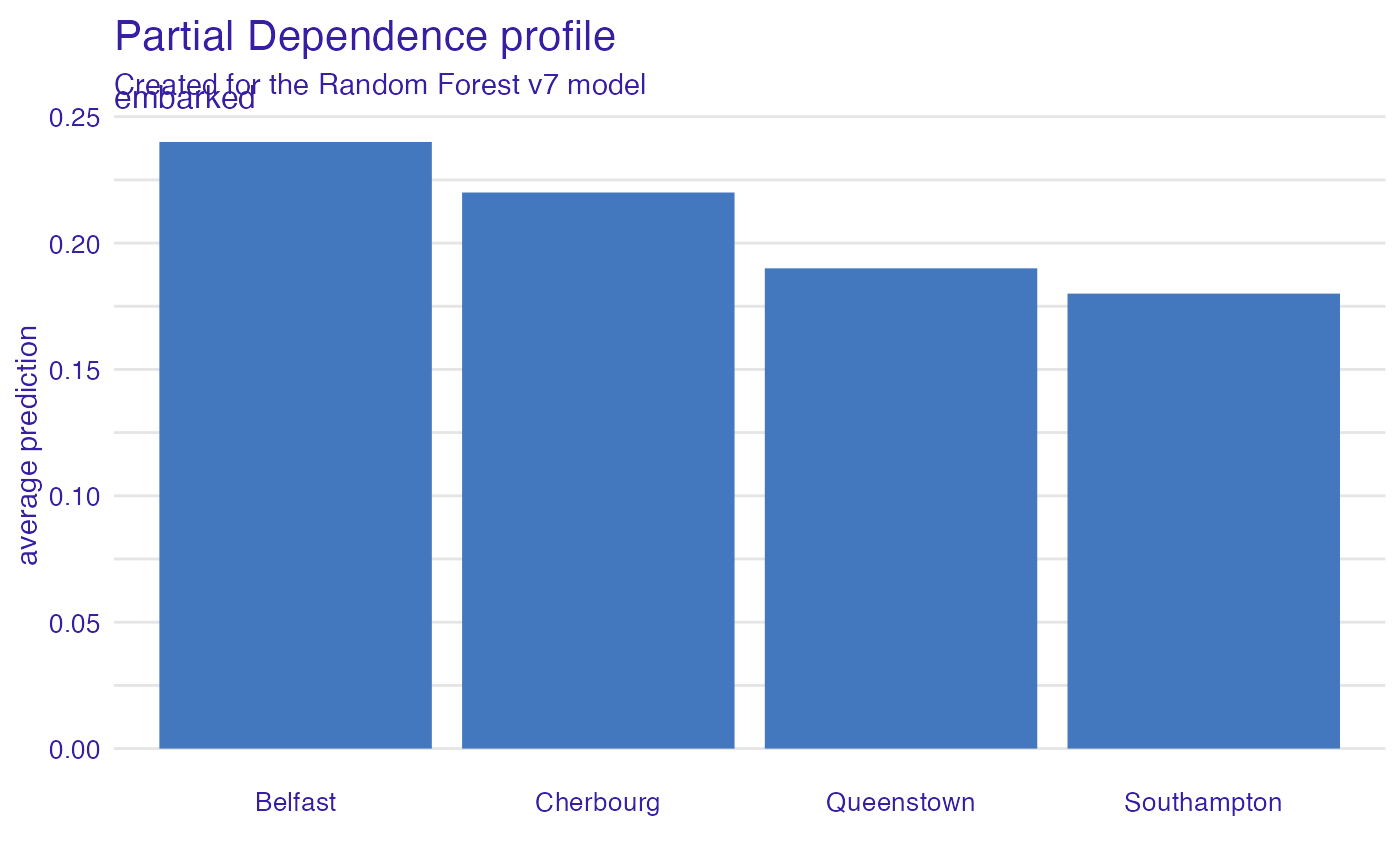 Partial Dependence profile
Created for the Random Forest v7 model
embarked
0.25
0.20
0.15
0.10
0.05
0.00
average prediction
Belfast
Cherbourg
Queenstown
Southampton